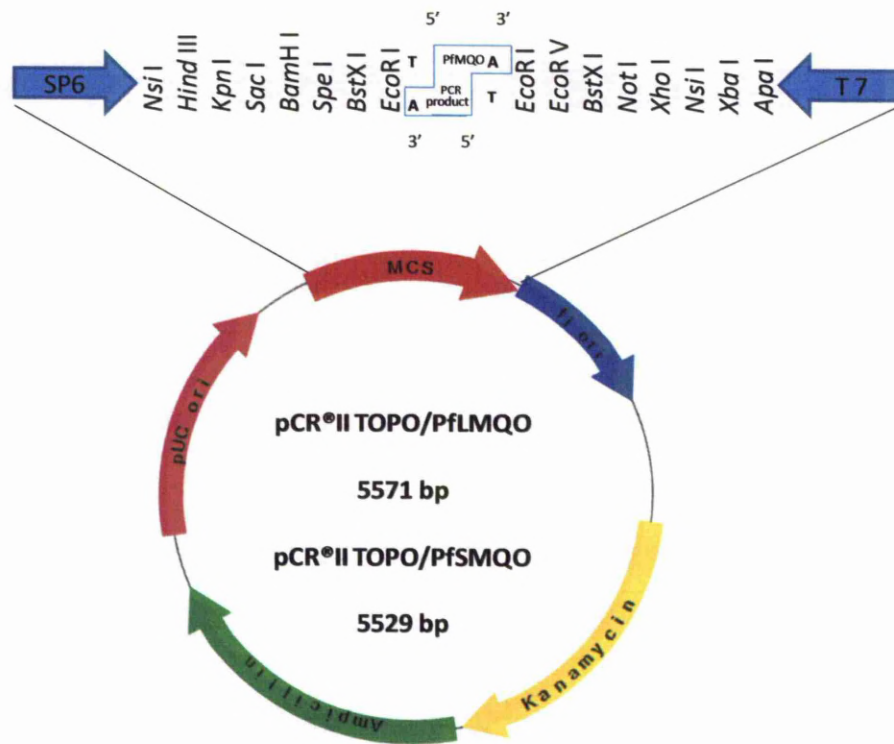 5’ 3’
SP6 Nsi I Hind III Kpn I Sac I BamH I Spe I BstX I EcoR I T PfMQO A EcoR I EcoR V BstX I Not I Xho I Nsi I Xba I Apa I T 7
A PCR product T
3’ 5’
MCS
f1 ori
pUC ori
pCR®II TOPO/PfLMQO
5571 bp
pCR®II TOPO/PfSMQO
5529 bp
Kanamycin
Ampicillin